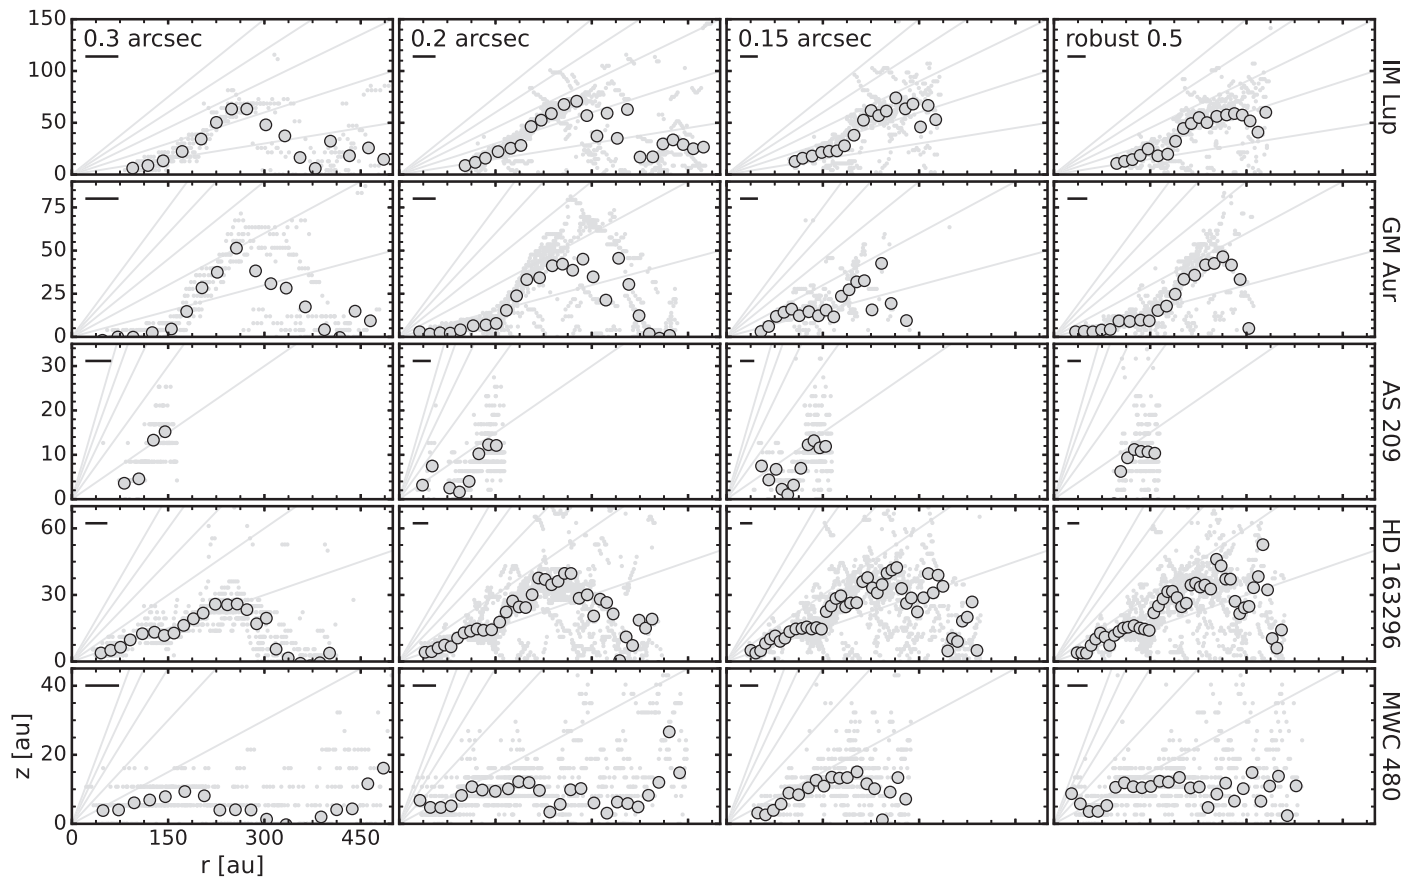 0.3 arcsec
0.2 arcsec
0.15 arcsec
robust 0.5
150
100
50
0
IM Lup
75
50
25
0
GM Aur
30
20
10
0
AS 209
60
30
0
HD 163296
40
20
0
MWC 480
z [au]
0 150 300 450
r [au]